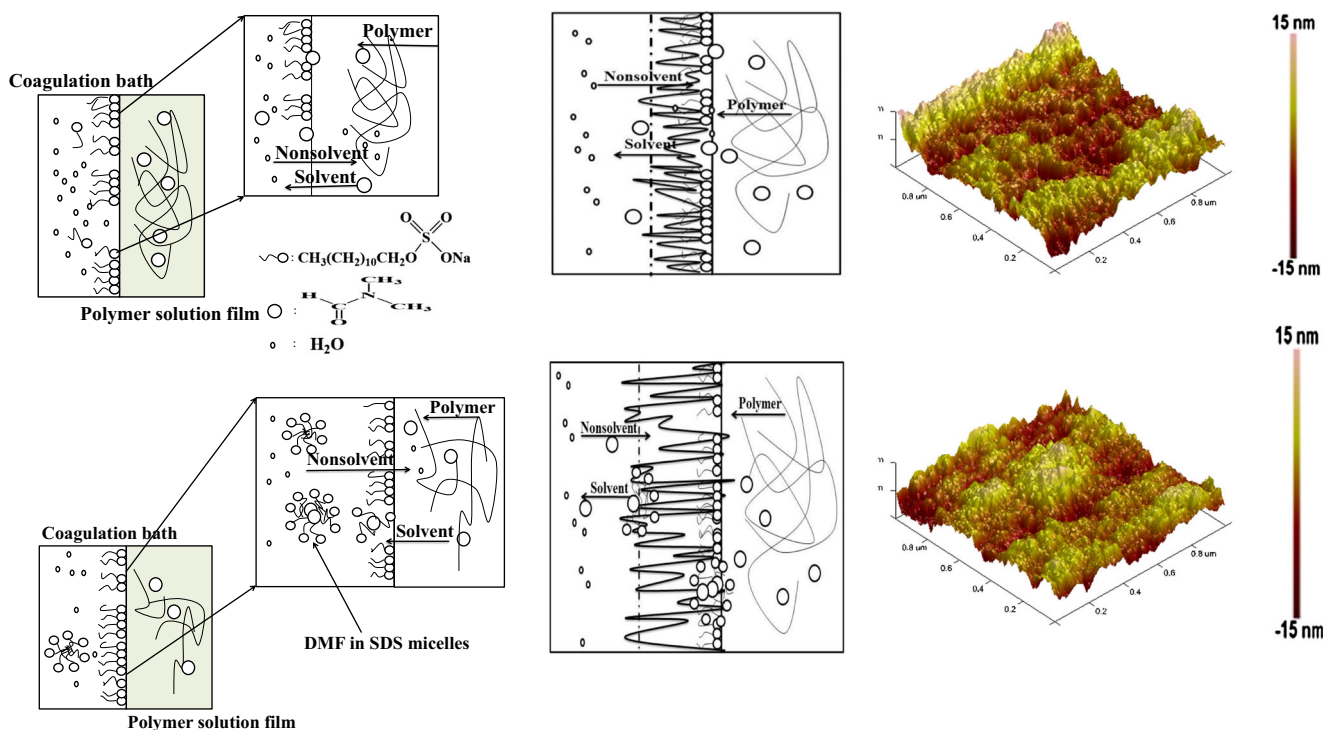 Polymer
Coagulation bath
Nonsolvent
Solvent
Polymer solution film
: CH₃(CH₂)₁₀CH₂O
O
O
S
ONa
:
H
C
O
N
CH₃
CH₃
: H₂O
Nonsolvent
Polymer
Solvent
n
n
0.8 um
0.6
0.4
0.2
0.2
0.4
0.6
0.8 um
15 nm
-15 nm
Polymer
Nonsolvent
Solvent
Coagulation bath
DMF in SDS micelles
Polymer solution film
Polymer
Nonsolvent
Solvent
n
n
0.8 um
0.6
0.4
0.2
0.2
0.4
0.6
0.8 um
15 nm
-15 nm